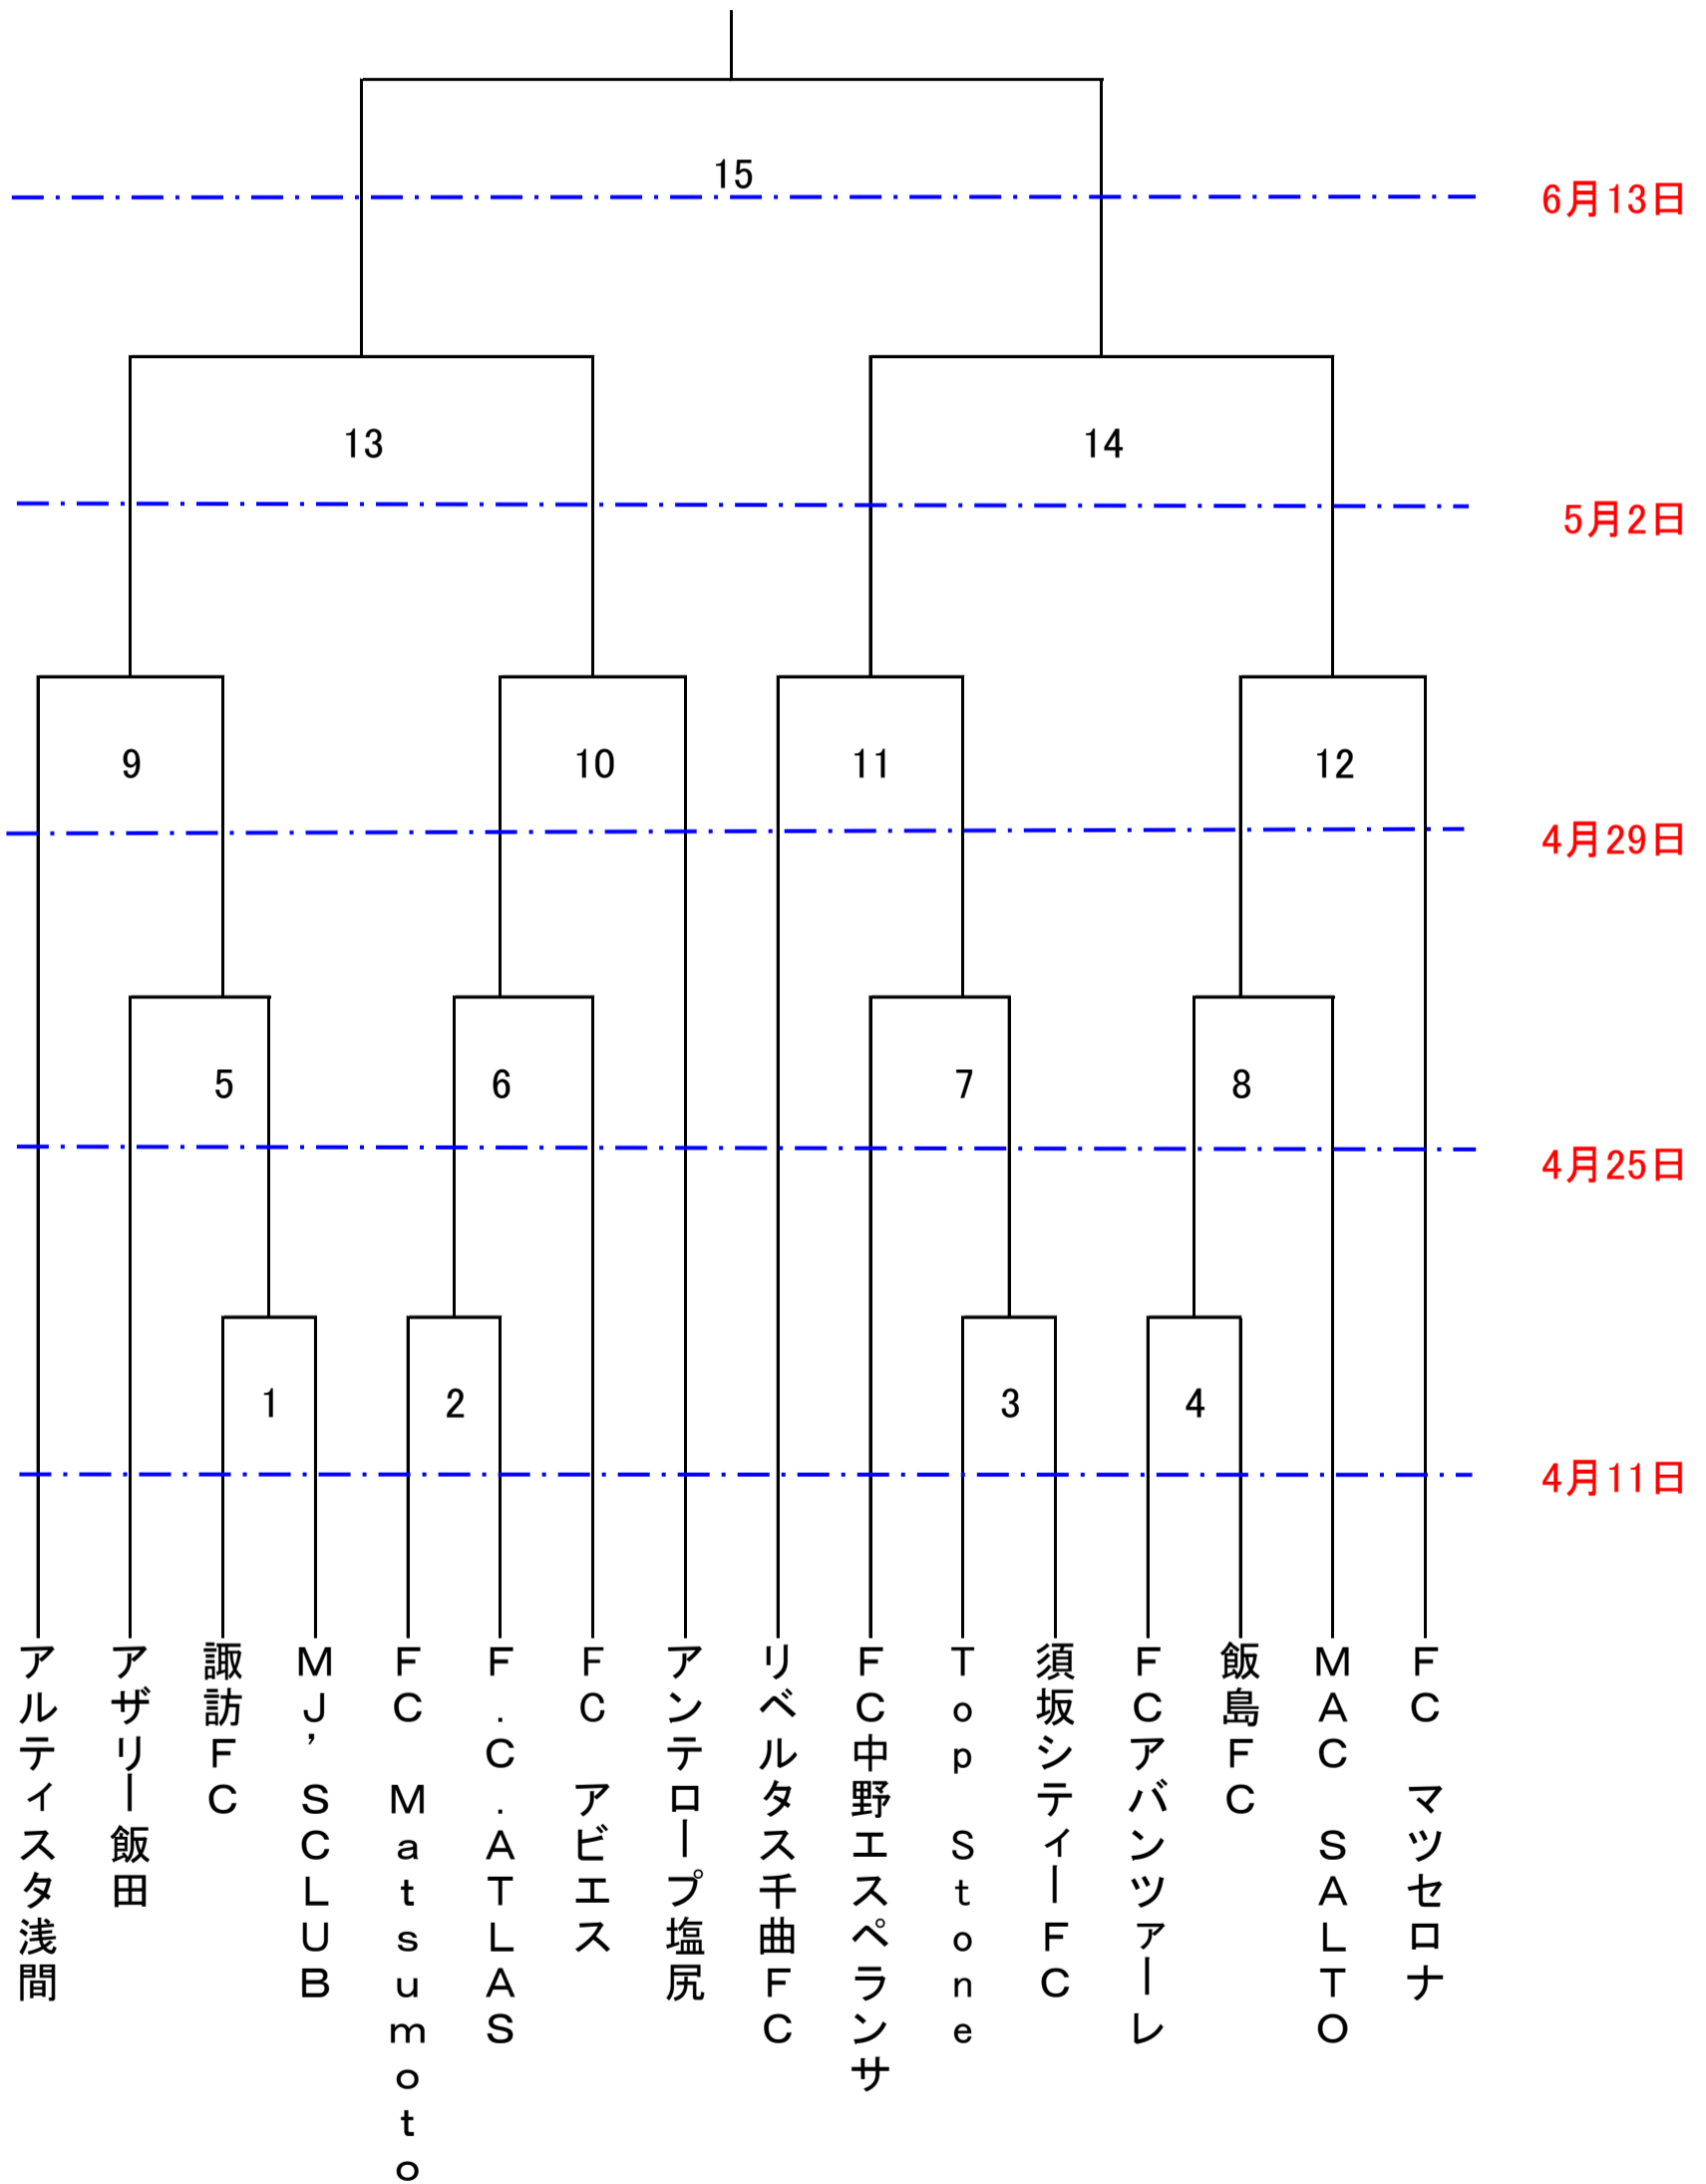 15
6月13日
13
14
5月2日
9
10
11
12
4月29日
5
6
7
8
4月25日
1
2
3
4
4月11日
アルティスタ浅間
アザリー飯田
諏訪FC
MJ'SCLUB
FC Matsumoto
F.C.ATLAS
FC アビエス
アンテロープ塩尻
リベルタス千曲FC
FC中野エスペランサ
Top Stone
須坂シティーFC
FCアバンツァーレ
飯島FC
MAC SALTO
FC マツセロナ